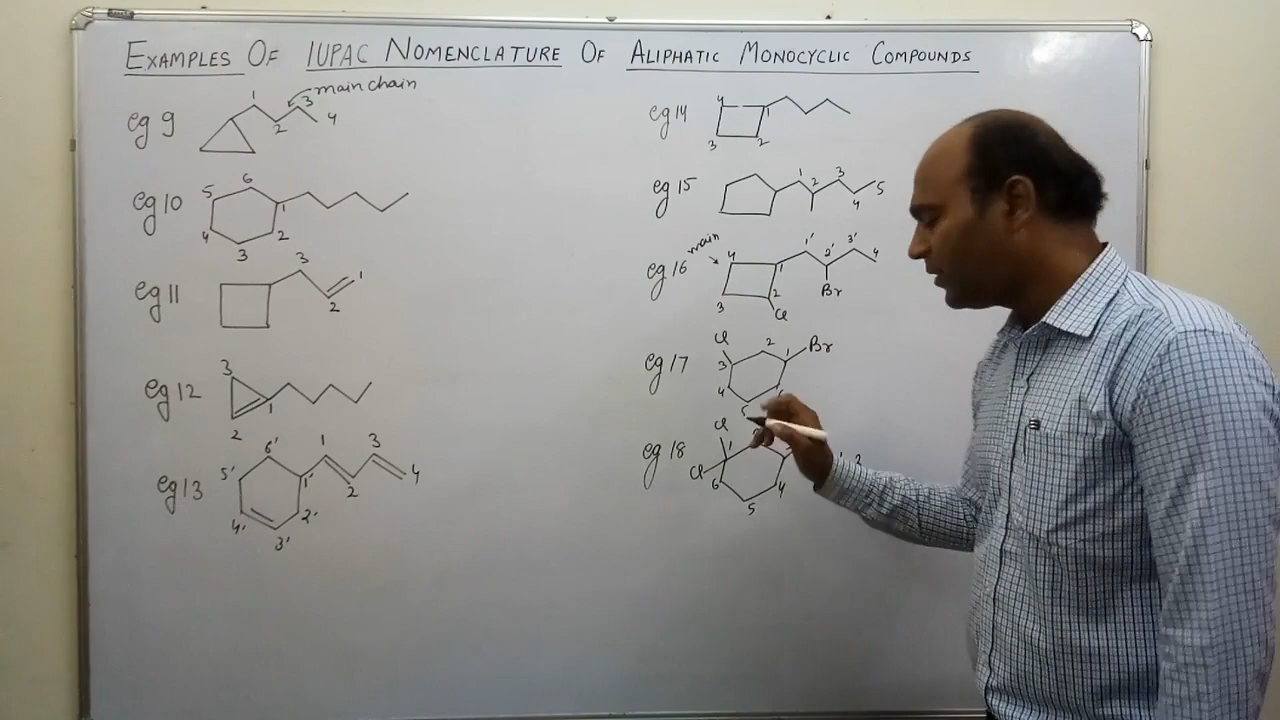 EXAMPLES OF IUPAC NOMENCLATURE OF ALIPHATIC MONOCYCLIC COMPOUNDS
eg 9
1 2 3 4
main chain
eg 10
1 2 3 4 5 6
eg 11
3 2 1
eg 12
3 2 1
eg 13
1' 2' 3' 4' 5' 6' 1 2 3 4
eg 14
4 1 3 2
eg 15
1 2 3 4 5
eg 16
main
4 1 3 2 Cl 1' 2' 3' 4 Br
eg 17
Cl 3 2 1 Br 4 5
eg 18
Cl Cl 1 6 5 4